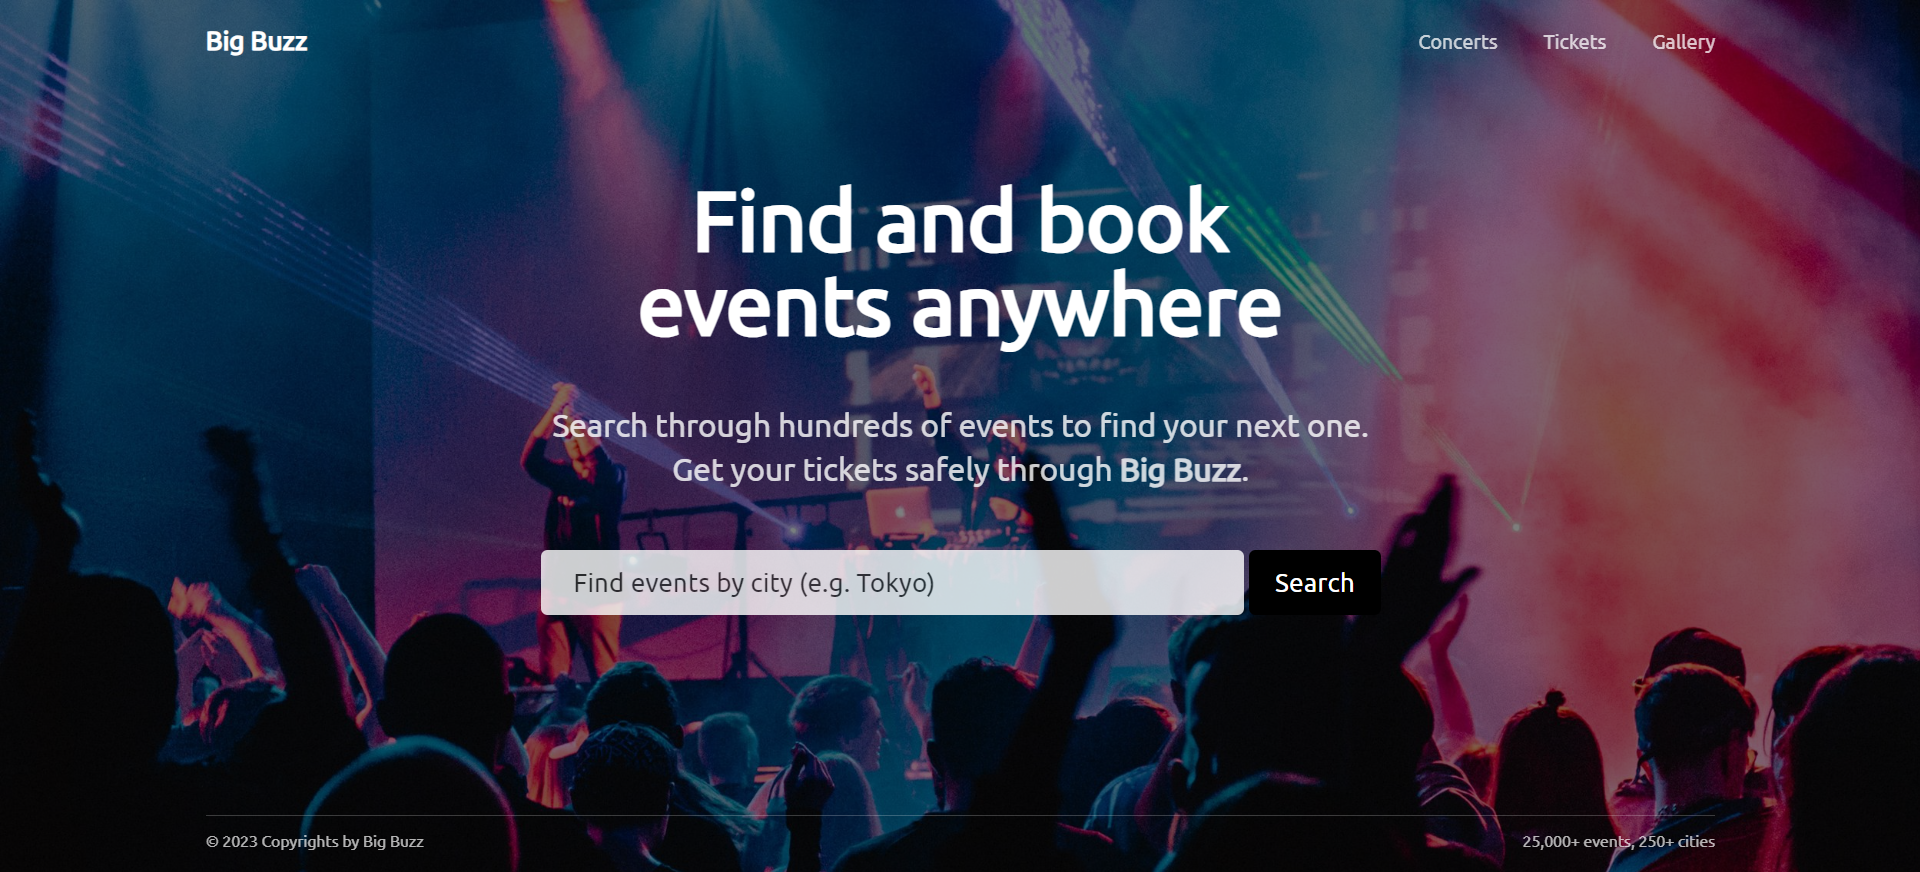 Big Buzz
Concerts Tickets Gallery
Find and book
events anywhere
Search through hundreds of events to find your next one.
Get your tickets safely through Big Buzz.
Find events by city (e.g. Tokyo) Search
© 2023 Copyrights by Big Buzz
25,000+ events, 250+ cities